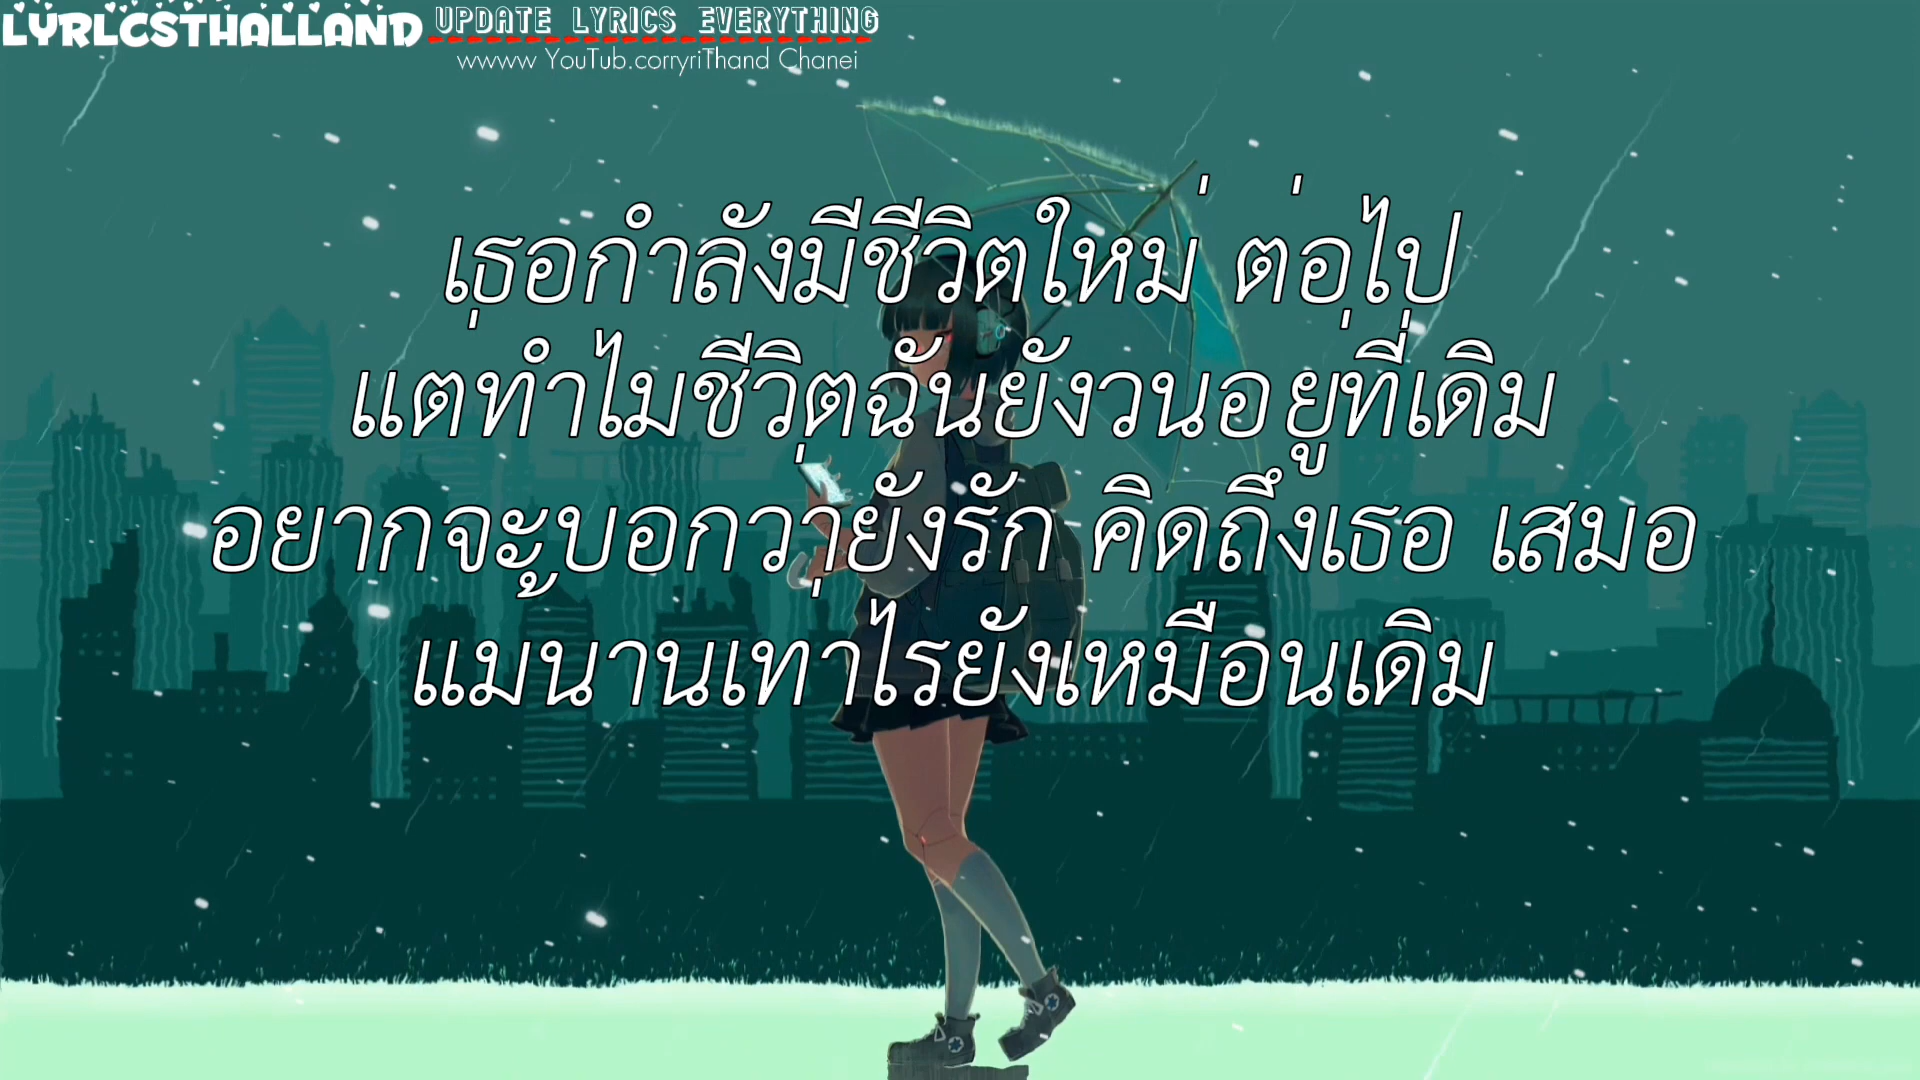 LYRLCSTHALLAND UPDATE LYRICS EVERYTHING
wwww YouTub.corryriThand Chanei
เธอกำลังมีชีวิตใหม่ ต่อไป
แต่ทำไมชีวิตฉันยังวนอยู่ที่เดิม
อยากจะบอกว่ายังรัก คิดถึงเธอ เสมอ
แม้นานเท่าไรยังเหมือนเดิม